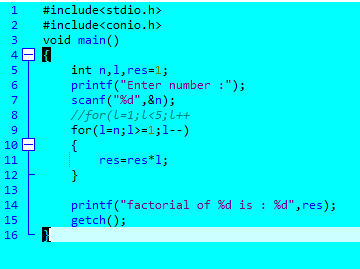 1 #include<stdio.h>
2 #include<conio.h>
3 void main()
4 {
5 int n,l,res=1;
6 printf("Enter number :");
7 scanf("%d",&n);
8 //for(l=1;l<5;l++
9 for(l=n;l>=1;l--)
10 {
11 res=res*l;
12 }
13
14 printf("factorial of %d is : %d",res);
15 getch();
16 }